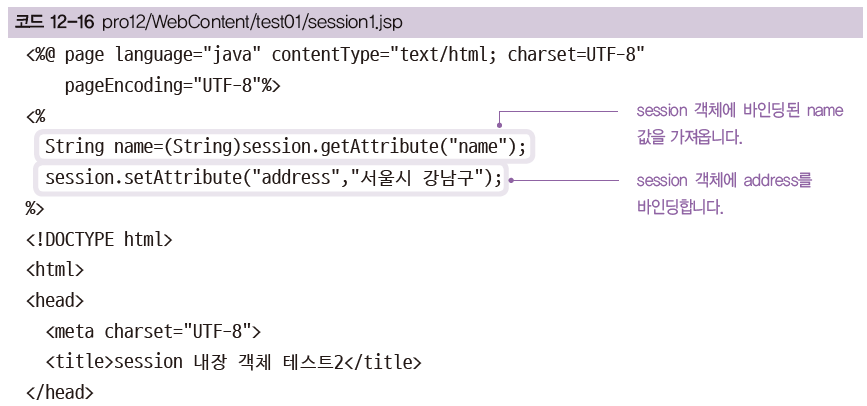 코드 12-16 pro12/WebContent/test01/session1.jsp
<%@ page language="java" contentType="text/html; charset=UTF-8"
    pageEncoding="UTF-8"%>
<%
  String name=(String)session.getAttribute("name");
  session.setAttribute("address","서울시 강남구");
%>
<!DOCTYPE html>
<html>
<head>
  <meta charset="UTF-8">
  <title>session 내장 객체 테스트2</title>
</head>
session 객체에 바인딩된 name
값을 가져옵니다.
session 객체에 address를
바인딩합니다.